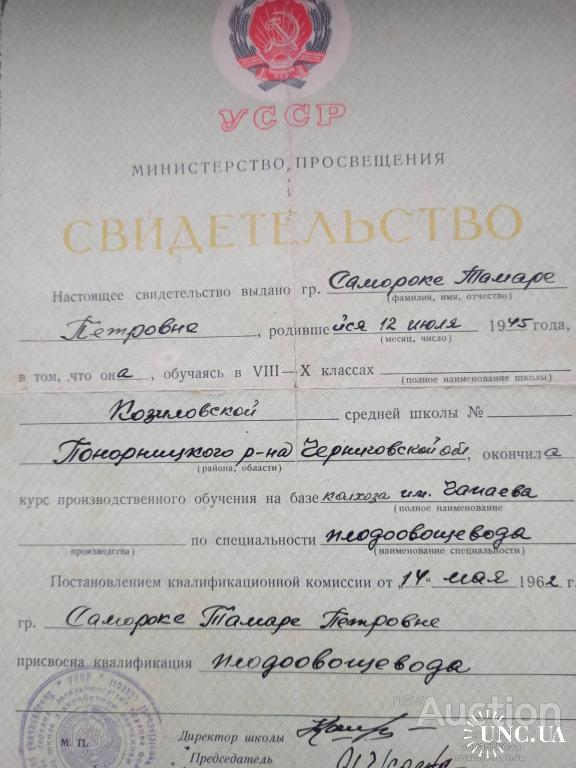 УССР
МИНИСТЕРСТВО ПРОСВЕЩЕНИЯ
СВИДЕТЕЛЬСТВО
Настоящее свидетельство выдано гр. Самороке Тамаре
(фамилия, имя, отчество)
Петровне, родившейся 12 июля 1945 года,
(месяц, число)
в том, что она, обучаясь в VIII—X классах
(полное наименование школы)
Козиловской средней школы №
Понорницкого р-на Черниговской обл, окончила
(района, области)
курс производственного обучения на базе колхоза им. Чапаева
(полное наименование
по специальности плодоовощевода
производства) (наименование специальности)
Постановлением квалификационной комиссии от „14" мая 1962 г.
гр. Самороке Тамаре Петровне
присвоена квалификация плодоовощевода
УССР
М. П.
Директор школы
Председатель
newAuction
UNC.UA